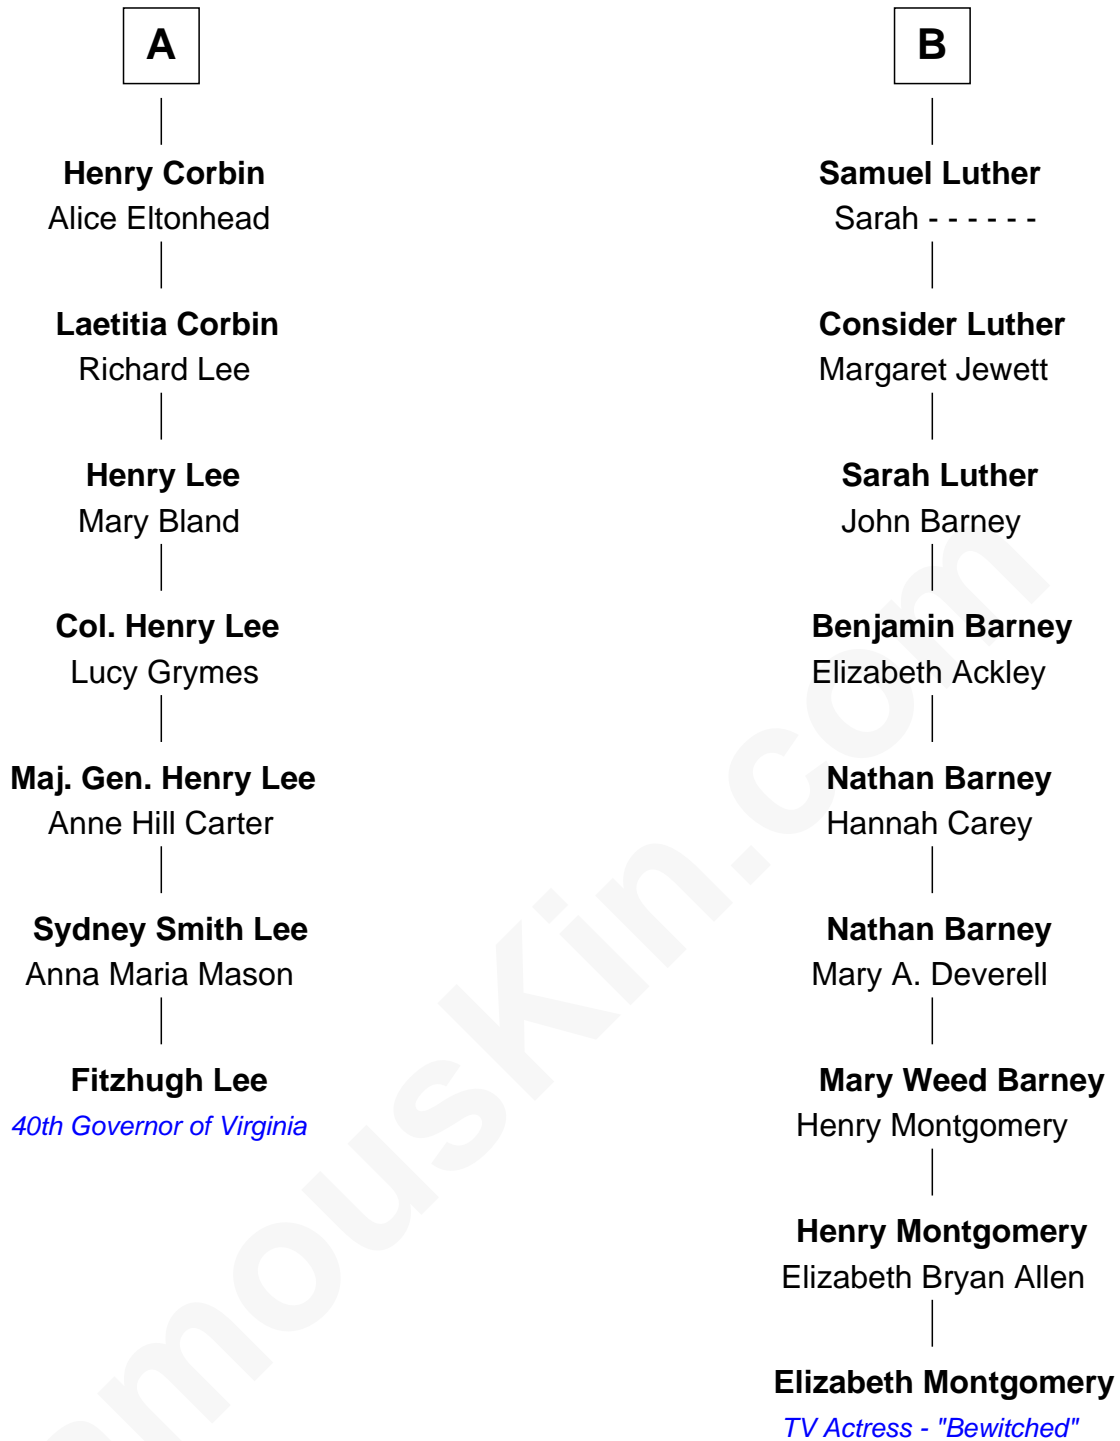 A
Henry Corbin
Alice Eltonhead
Laetitia Corbin
Richard Lee
Henry Lee
Mary Bland
Col. Henry Lee
Lucy Grymes
Maj. Gen. Henry Lee
Anne Hill Carter
Sydney Smith Lee
Anna Maria Mason
Fitzhugh Lee
40th Governor of Virginia
B
Samuel Luther
Sarah - - - - - -
Consider Luther
Margaret Jewett
Sarah Luther
John Barney
Benjamin Barney
Elizabeth Ackley
Nathan Barney
Hannah Carey
Nathan Barney
Mary A. Deverell
Mary Weed Barney
Henry Montgomery
Henry Montgomery
Elizabeth Bryan Allen
Elizabeth Montgomery
TV Actress - "Bewitched"
amouskin.com